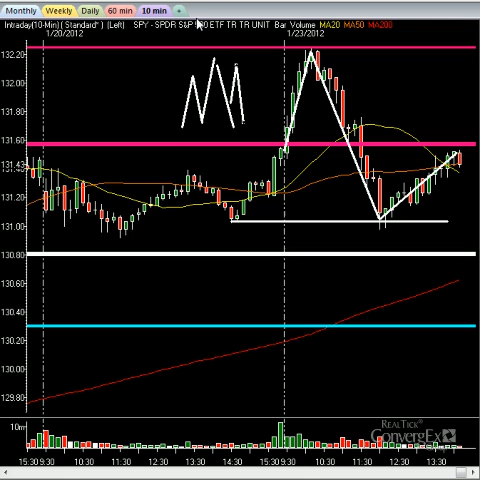 Monthly Weekly Daily 60 min 10 min +
Intraday(10-Min) ( Standard* ) (Left) SPY - SPDR S&P 500 ETF TR TR UNIT Bar Volume MA20 MA50 MA200
1/20/2012 1/23/2012
132.20
132.00
131.80
131.60
131.43
131.20
131.00
130.80
130.60
130.40
130.20
130.00
129.80
REALTICK
10m ConvergEx
15:30 9:30 10:30 11:30 12:30 13:30 14:30 15:30 9:30 10:30 11:30 12:30 13:30